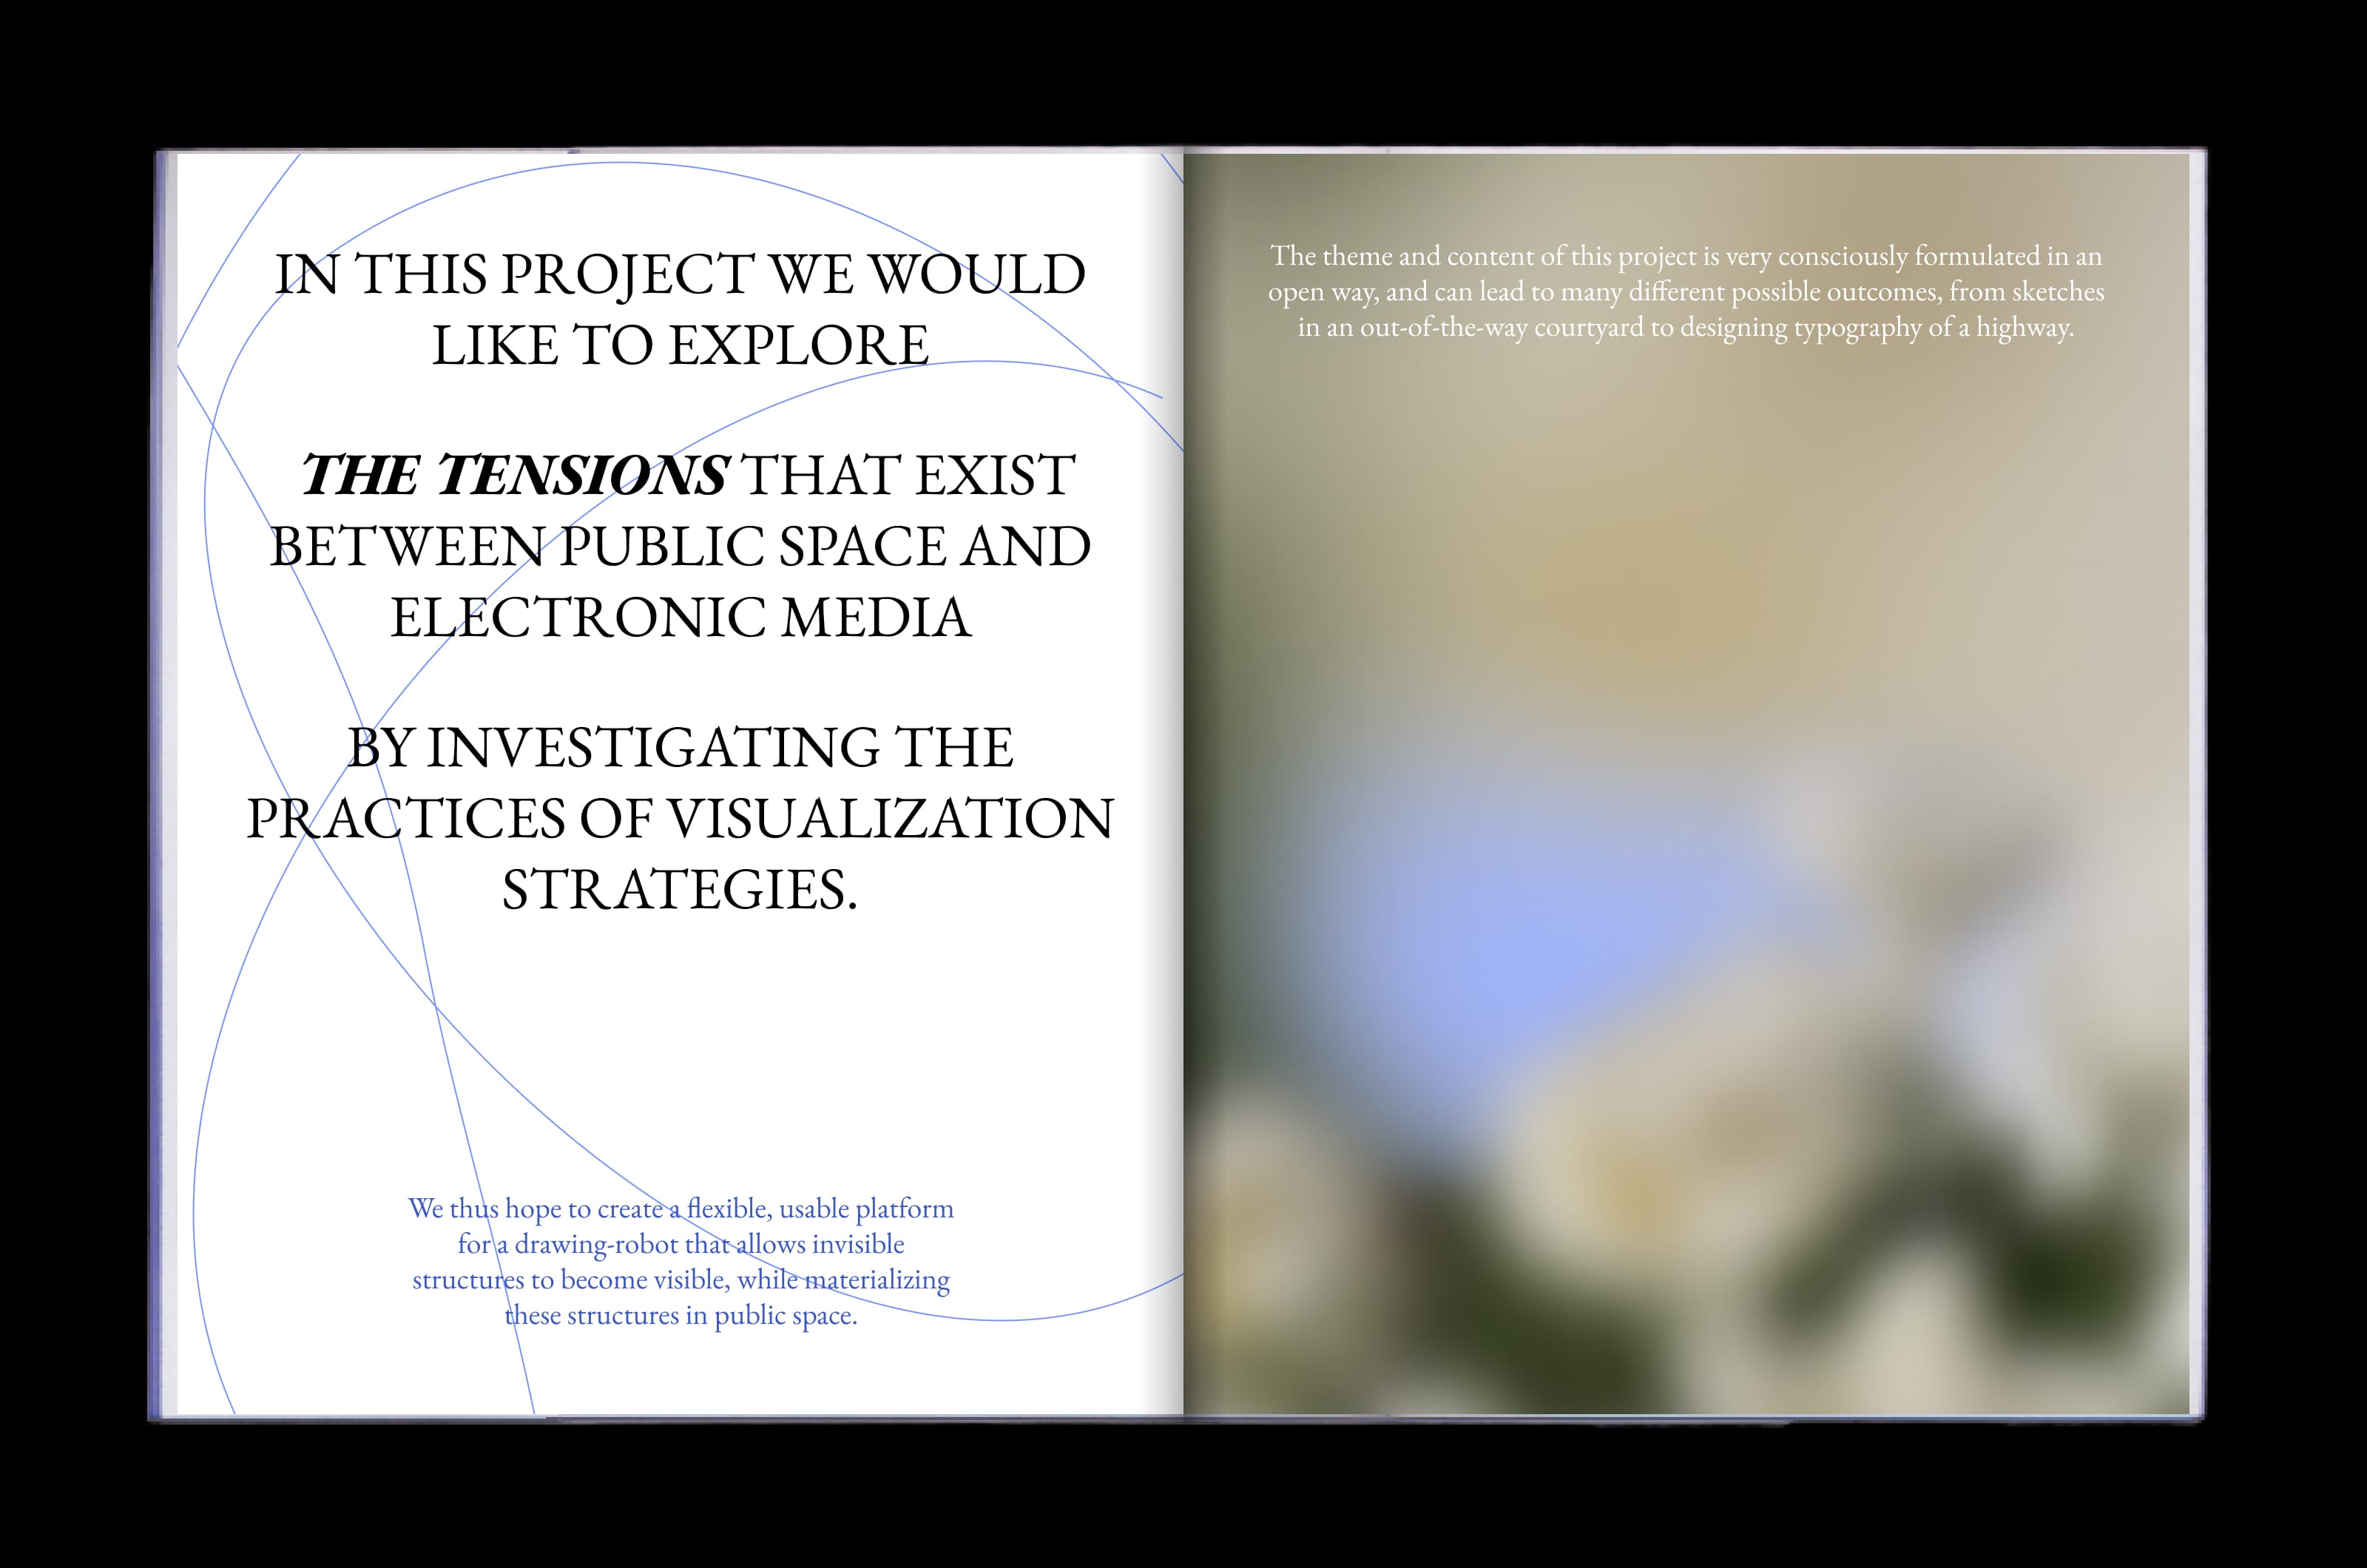 IN THIS PROJECT WE WOULD
LIKE TO EXPLORE
THE TENSIONS THAT EXIST
BETWEEN PUBLIC SPACE AND
ELECTRONIC MEDIA
BY INVESTIGATING THE
PRACTICES OF VISUALIZATION
STRATEGIES.
We thus hope to create a flexible, usable platform
for a drawing-robot that allows invisible
structures to become visible, while materializing
these structures in public space.
The theme and content of this project is very consciously formulated in an
open way, and can lead to many different possible outcomes, from sketches
in an out-of-the-way courtyard to designing typography of a highway.